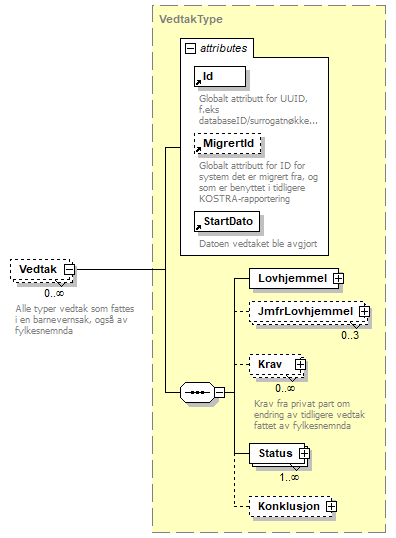 VedtakType
attributes
Id
Globalt attributt for UUID,
f.eks
databaseID/surrogatnøkke...
MigrertId
Globalt attributt for ID for
system det er migrert fra, og
som er benyttet i tidligere
KOSTRA-rapportering
StartDato
Datoen vedtaket ble avgjort
Vedtak
0..∞
Alle typer vedtak som fattes
i en barnevernsak, også av
fylkesnemnda
Lovhjemmel
JmfrLovhjemmel
0..3
Krav
0..∞
Krav fra privat part om
endring av tidligere vedtak
fattet av fylkesnemnda
Status
1..∞
Konklusjon